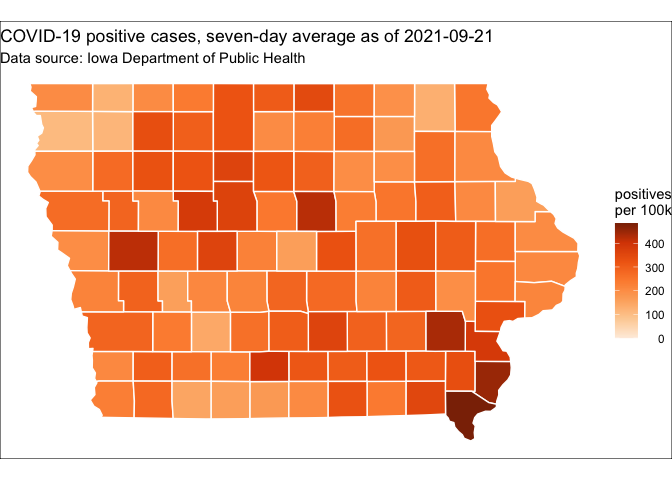 COVID-19 positive cases, seven-day average as of 2021-09-21
Data source: Iowa Department of Public Health
positives
per 100k
400
300
200
100
0